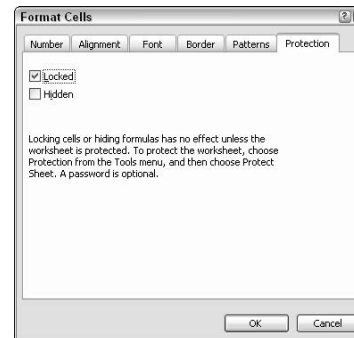 Format Cells ?
Number Alignment Font Border Patterns Protection
Locked
Hidden
Locking cells or hiding formulas has no effect unless the
worksheet is protected. To protect the worksheet, choose
Protection from the Tools menu, and then choose Protect
Sheet. A password is optional.
OK Cancel